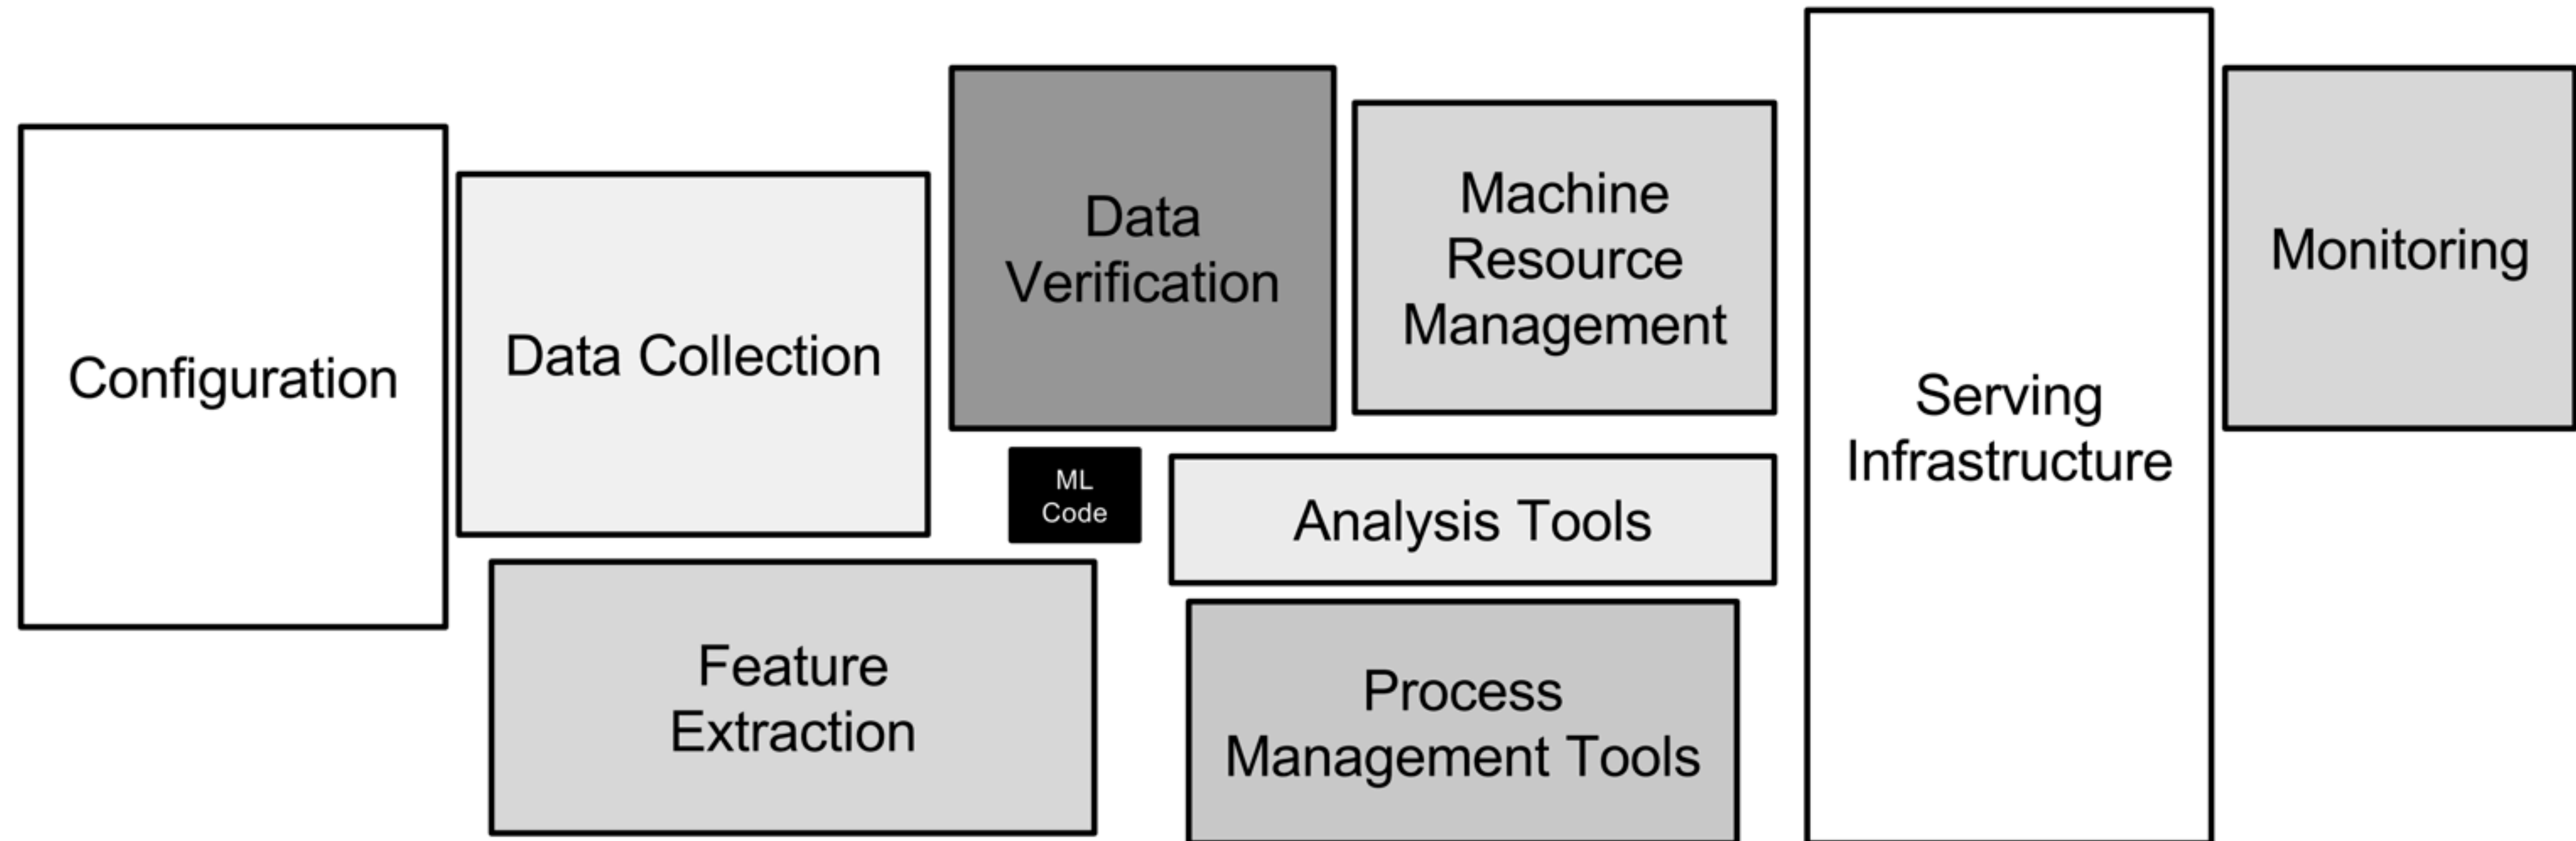 Configuration
Data Collection
Feature
Extraction
Data
Verification
ML
Code
Machine
Resource
Management
Analysis Tools
Process
Management Tools
Serving
Infrastructure
Monitoring